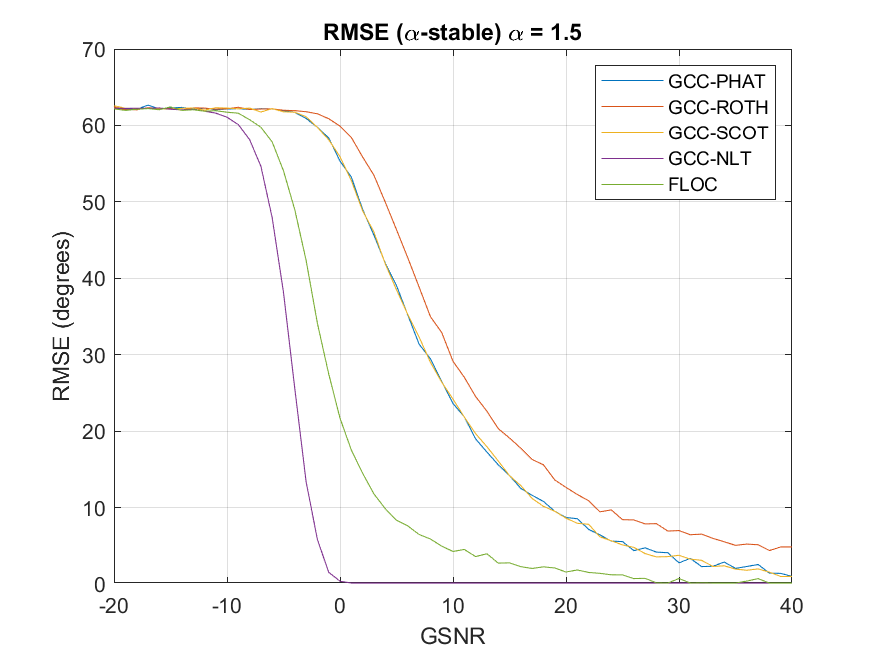 RMSE (α-stable) α = 1.5
70
60
50
40
30
20
10
0
RMSE (degrees)
GCC-PHAT
GCC-ROTH
GCC-SCOT
GCC-NLT
FLOC
-20
-10
0
10
20
30
40
GSNR